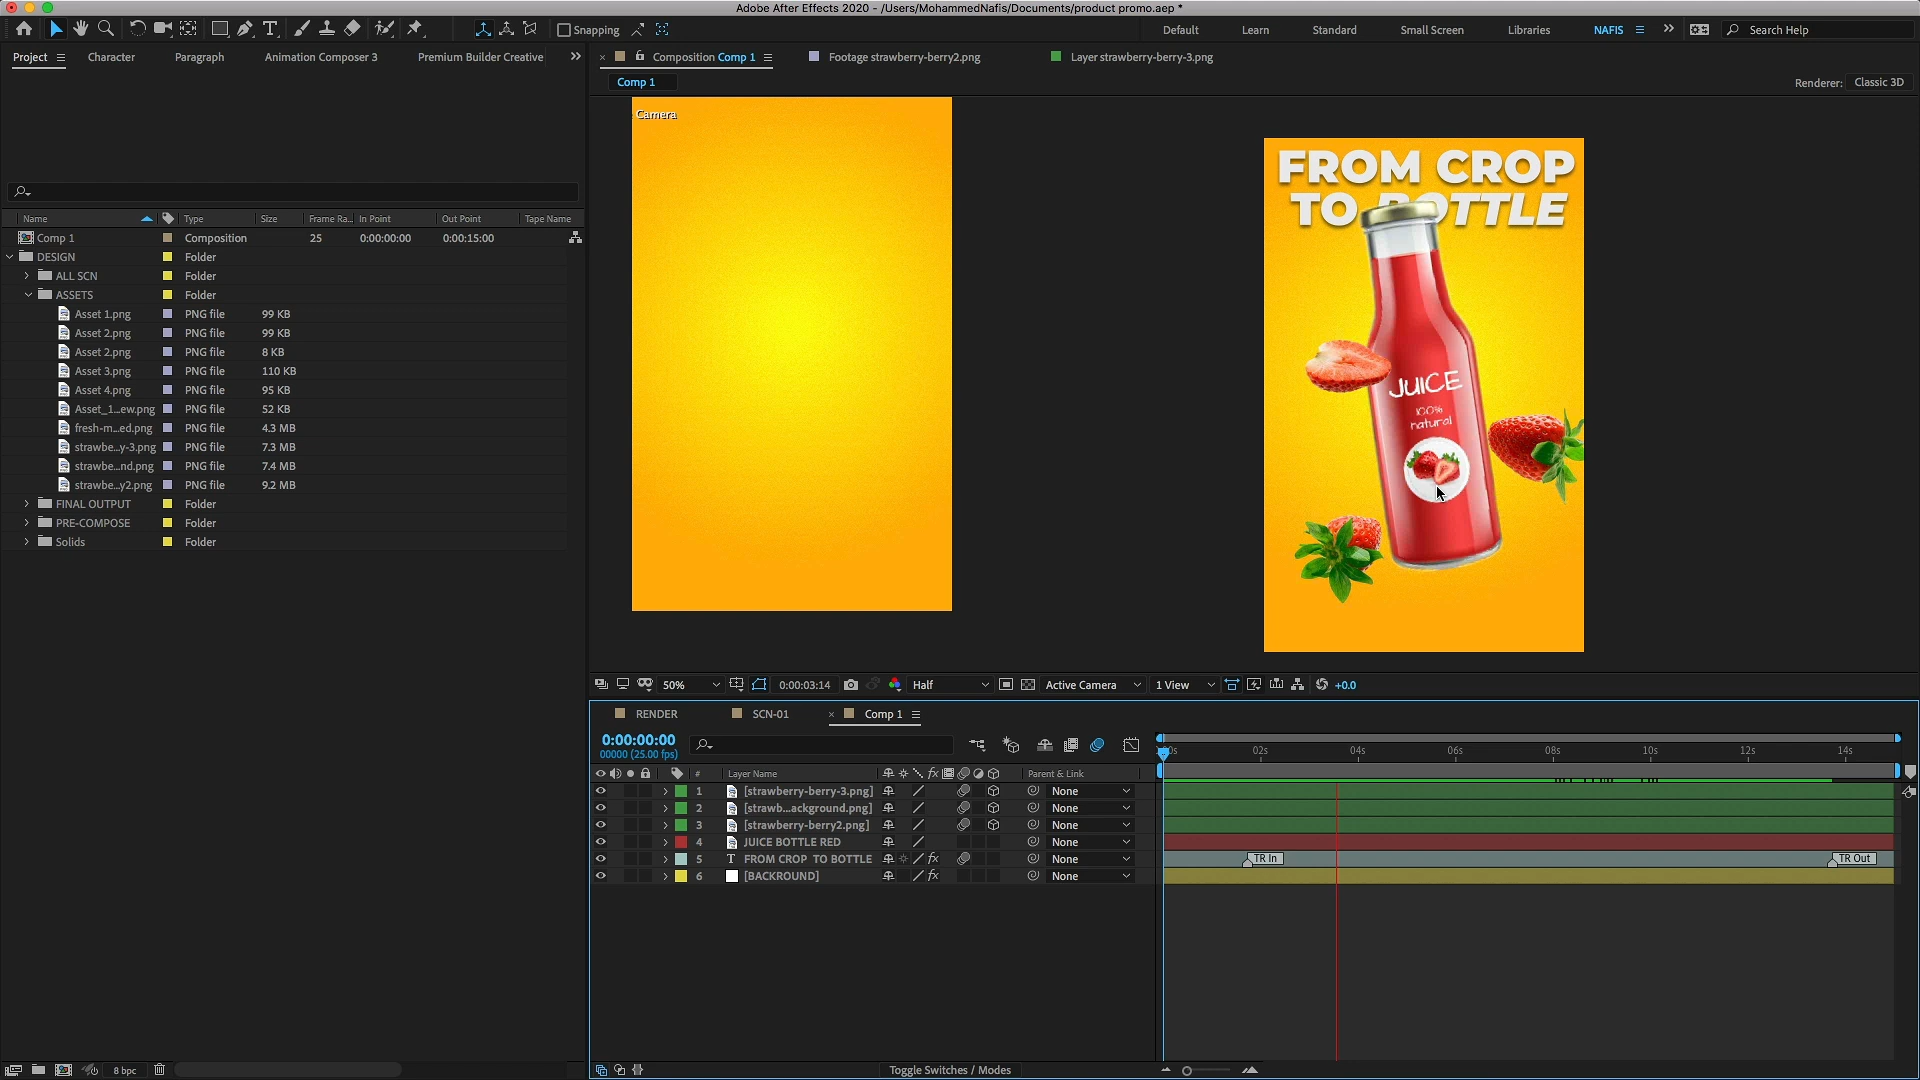 Adobe After Effects 2020 - /Users/MohammedNafis/Documents/product promo.aep *
Snapping
Default Learn Standard Small Screen Libraries NAFIS Search Help
Project Character Paragraph Animation Composer 3 Premium Builder Creative
Composition Comp 1 Footage strawberry-berry2.png Layer strawberry-berry-3.png
Comp 1
Renderer: Classic 3D
Camera
FROM CROP
TO BOTTLE
JUICE
100%
natural
Name Type Size Frame Ra... In Point Out Point Tape Name
Comp 1 Composition 25 0:00:00:00 0:00:15:00
DESIGN Folder
ALL SCN Folder
ASSETS Folder
Asset 1.png PNG file 99 KB
Asset 2.png PNG file 99 KB
Asset 2.png PNG file 8 KB
Asset 3.png PNG file 110 KB
Asset 4.png PNG file 95 KB
Asset_1...ew.png PNG file 52 KB
fresh-m...ed.png PNG file 4.3 MB
strawbe...y-3.png PNG file 7.3 MB
strawbe...nd.png PNG file 7.4 MB
strawbe...y2.png PNG file 9.2 MB
FINAL OUTPUT Folder
PRE-COMPOSE Folder
Solids Folder
50% 0:00:03:14 Half Active Camera 1 View +0.0
RENDER SCN-01 Comp 1
0:00:00:00
00000 (25.00 fps)
02s 04s 06s 08s 10s 12s 14s
# Layer Name fx Parent & Link
1 [strawberry-berry-3.png] None
2 [strawb...ackground.png] None
3 [strawberry-berry2.png] None
4 JUICE BOTTLE RED None
5 T FROM CROP TO BOTTLE fx None TR In TR Out
6 [BACKROUND] fx None
8 bpc
Toggle Switches / Modes